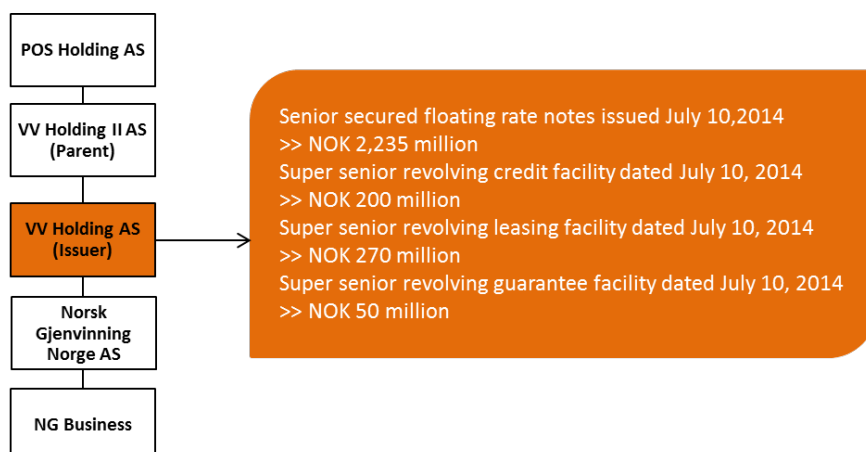 POS Holding AS
VV Holding II AS
(Parent)
VV Holding AS
(Issuer)
Norsk
Gjenvinning
Norge AS
NG Business
Senior secured floating rate notes issued July 10,2014
>> NOK 2,235 million
Super senior revolving credit facility dated July 10, 2014
>> NOK 200 million
Super senior revolving leasing facility dated July 10, 2014
>> NOK 270 million
Super senior revolving guarantee facility dated July 10, 2014
>> NOK 50 million